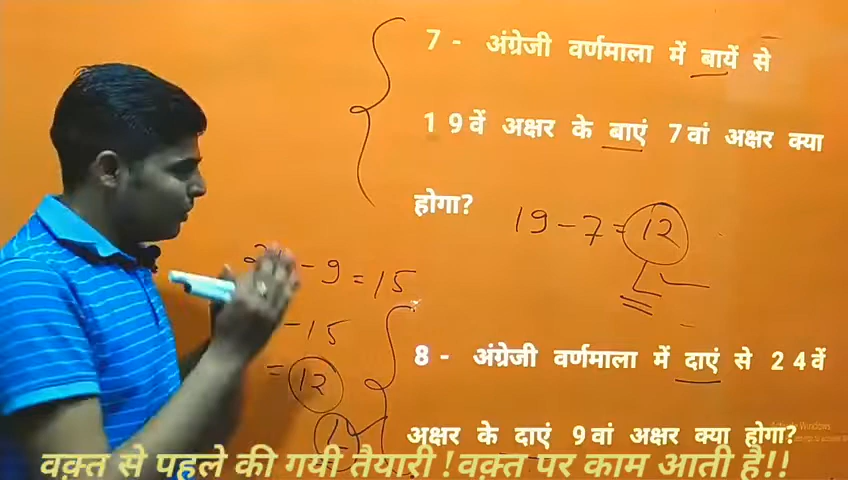 7 - अंग्रेजी वर्णमाला में बायें से
19वें अक्षर के बाएं 7वां अक्षर क्या
होगा?
19 - 7 = 12
L
- 9 = 15
- 15
= 12
L
8 - अंग्रेजी वर्णमाला में दाएं से 24वें
अक्षर के दाएं 9वां अक्षर क्या होगा?
वक़्त से पहले की गयी तैयारी ! वक़्त पर काम आती है!!